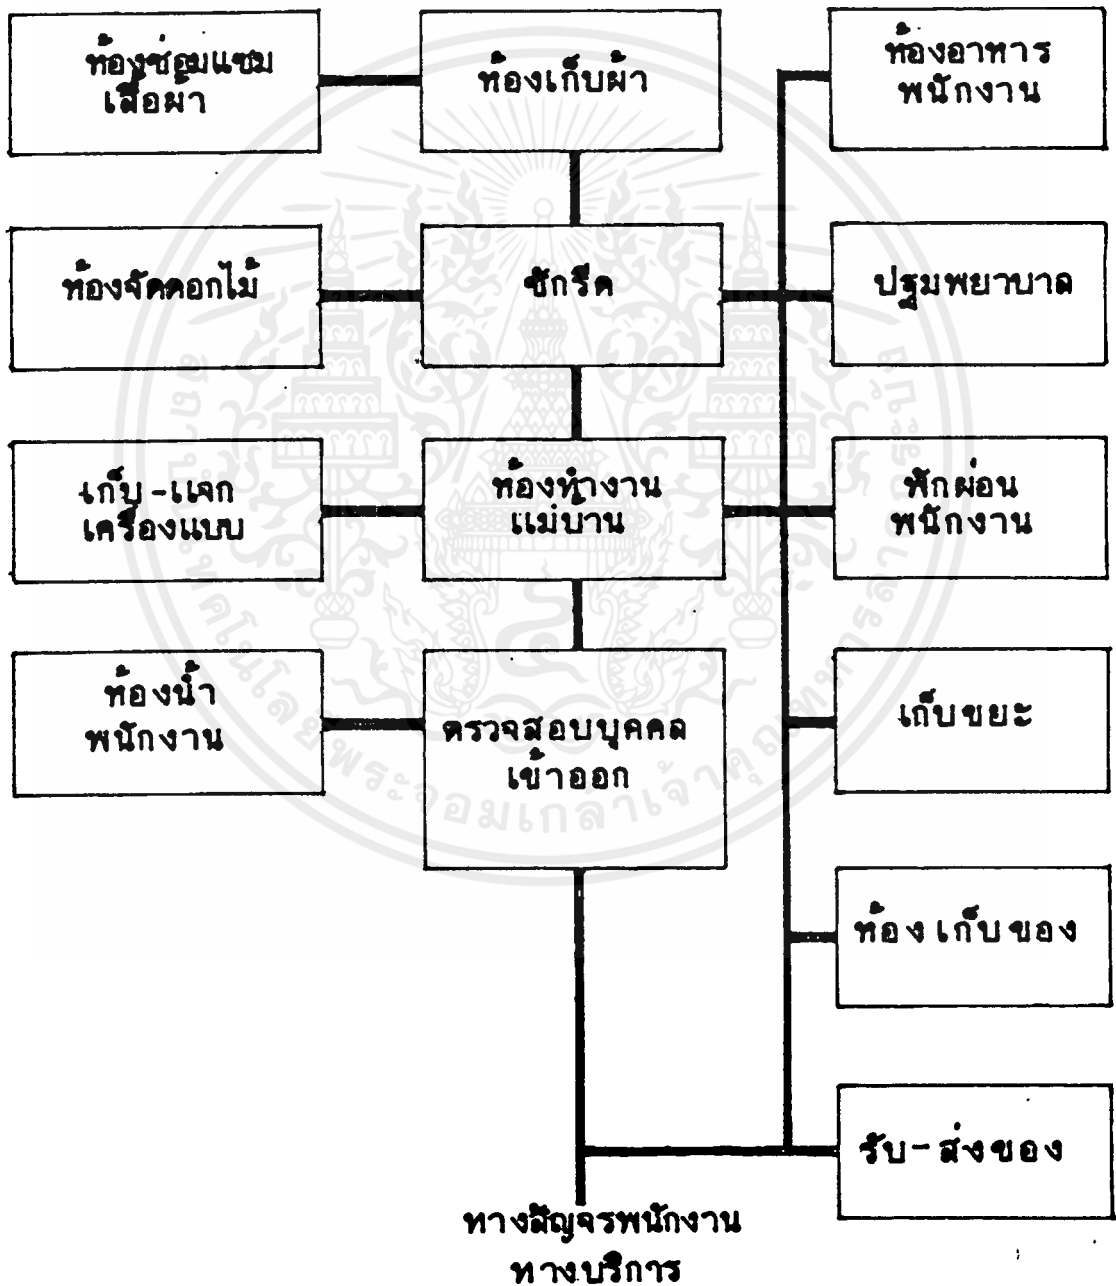 ห้องซ่อมแซม
เสื้อผ้า
ห้องเก็บผ้า
ห้องอาหาร
พนักงาน
ห้องจัดดอกไม้
ซักรีด
ปฐมพยาบาล
เก็บ-แจก
เครื่องแบบ
ห้องทำงาน
แม่บ้าน
พักผ่อน
พนักงาน
ห้องน้ำ
พนักงาน
ตรวจสอบบุคคล
เข้าออก
เก็บขยะ
ห้องเก็บของ
รับ-ส่งของ
ทางสัญจรพนักงาน
ทางบริการ